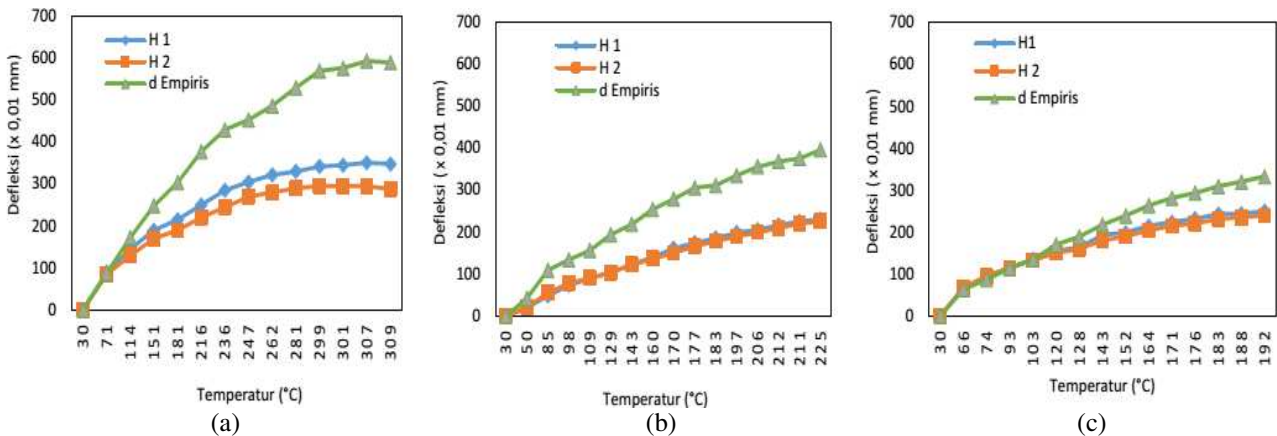 700
600
500
400
300
200
100
0
Defleksi (x 0,01 mm)
H 1
H 2
d Empiris
30 71 114 151 181 216 236 247 262 281 299 301 307 309
Temperatur (°C)
(a)
700
600
500
400
300
200
100
0
Defleksi ( x 0,01 mm)
H 1
H 2
d Empiris
30 50 85 98 109 129 143 160 170 177 183 197 206 212 211 225
Temperatur (°C)
(b)
700
600
500
400
300
200
100
0
Defleksi ( x 0,01 mm)
H1
H 2
d Empiris
30 66 74 93 103 120 128 143 152 164 171 176 183 188 192
Temperatur (°C)
(c)